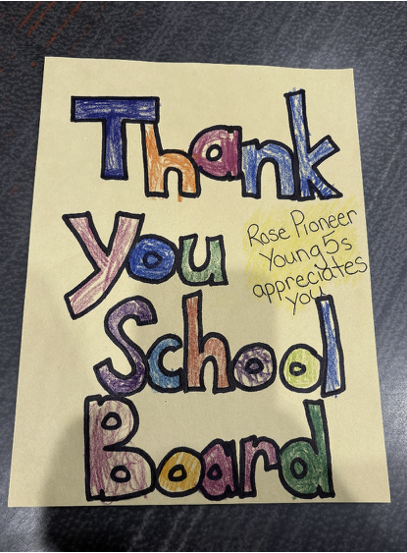 Thank
You
Rose Pioneer
Young 5s
appreciates
you
School
Board